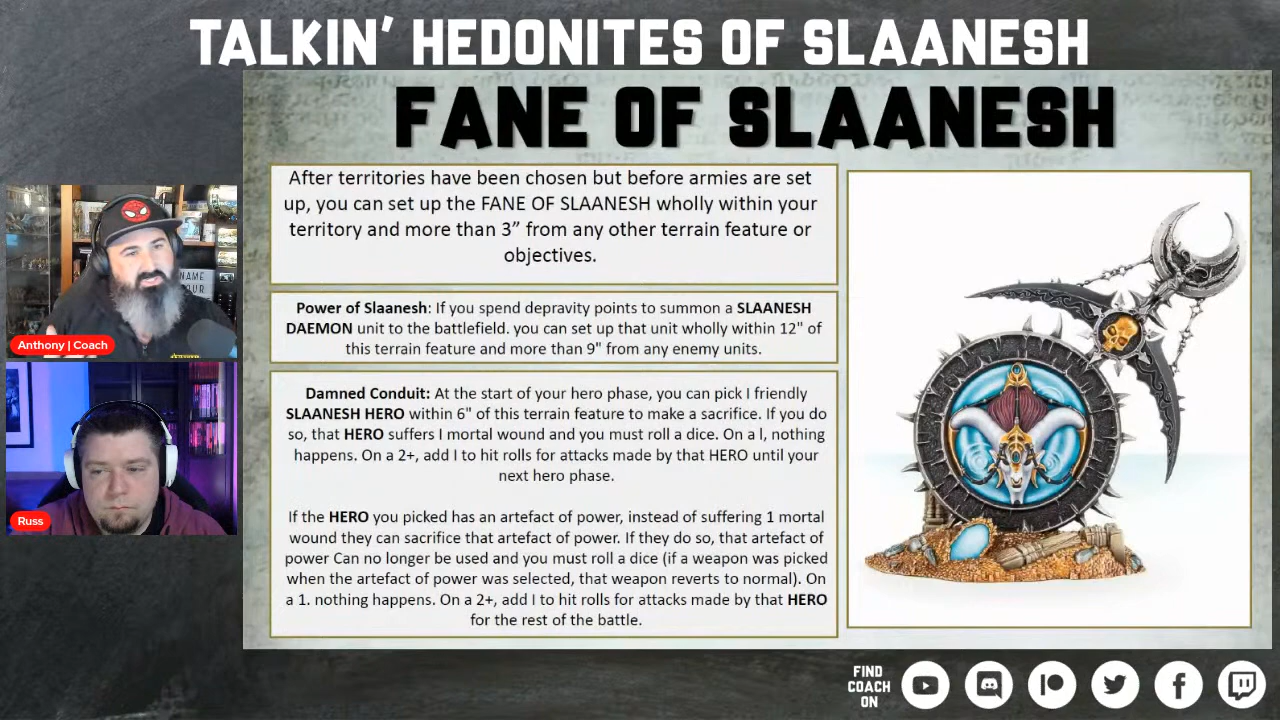 TALKIN' HEDONITES OF SLAANESH
FANE OF SLAANESH
After territories have been chosen but before armies are set
up, you can set up the FANE OF SLAANESH wholly within your
territory and more than 3” from any other terrain feature or
objectives.
Power of Slaanesh: If you spend depravity points to summon a SLAANESH
DAEMON unit to the battlefield. you can set up that unit wholly within 12" of
this terrain feature and more than 9" from any enemy units.
Damned Conduit: At the start of your hero phase, you can pick I friendly
SLAANESH HERO within 6" of this terrain feature to make a sacrifice. If you do
so, that HERO suffers I mortal wound and you must roll a dice. On a l, nothing
happens. On a 2+, add I to hit rolls for attacks made by that HERO until your
next hero phase.
If the HERO you picked has an artefact of power, instead of suffering 1 mortal
wound they can sacrifice that artefact of power. If they do so, that artefact of
power Can no longer be used and you must roll a dice (if a weapon was picked
when the artefact of power was selected, that weapon reverts to normal). On
a 1. nothing happens. On a 2+, add I to hit rolls for attacks made by that HERO
for the rest of the battle.
NAME
YOUR
Anthony | Coach
Russ
FIND
COACH
ON